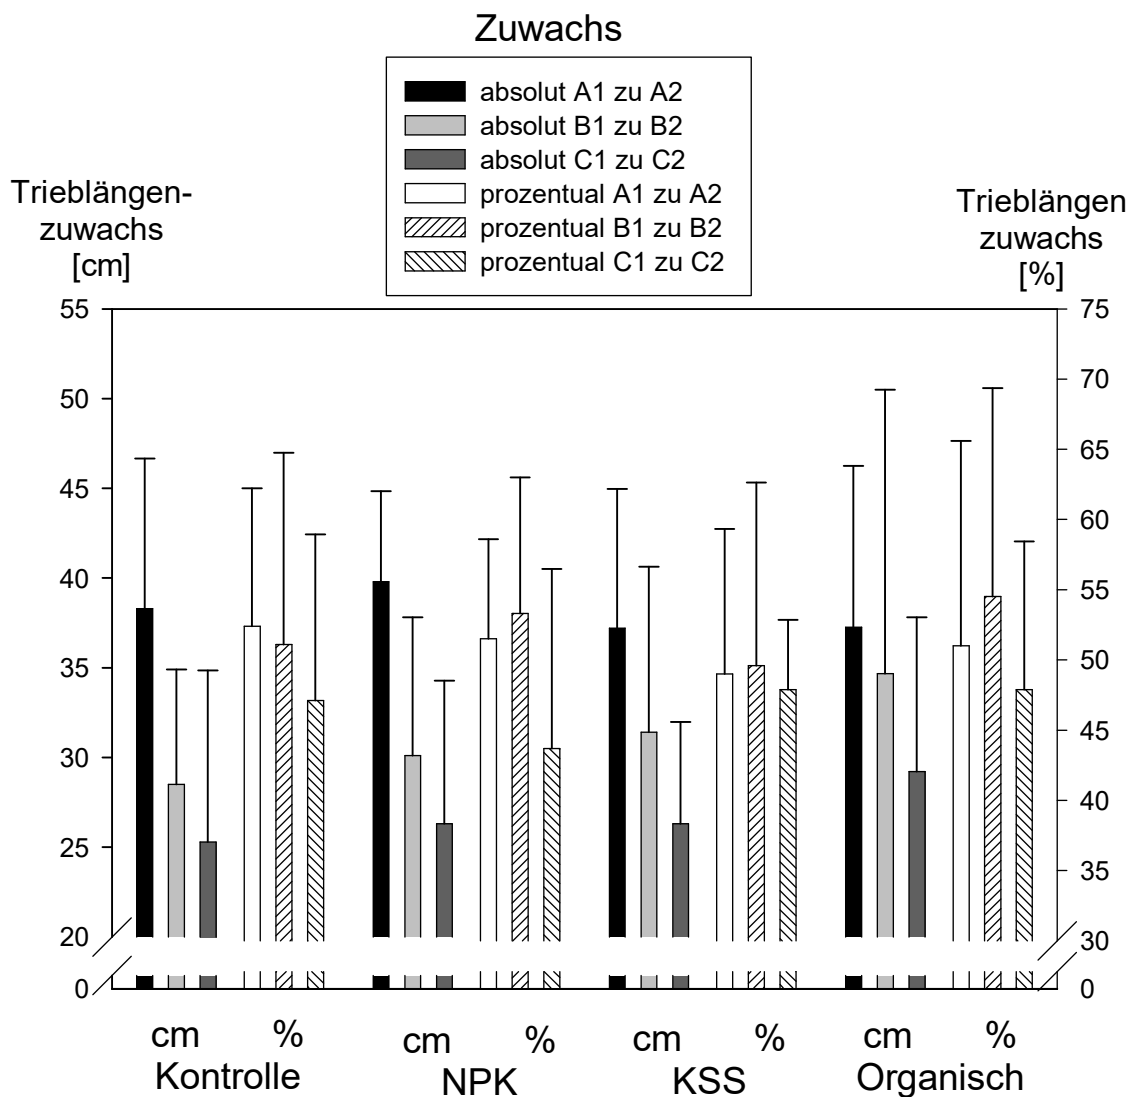 Zuwachs
absolut A1 zu A2
absolut B1 zu B2
absolut C1 zu C2
prozentual A1 zu A2
prozentual B1 zu B2
prozentual C1 zu C2
Trieblängen-
zuwachs
[cm]
Trieblängen
zuwachs
[%]
55
50
45
40
35
30
25
20
0
75
70
65
60
55
50
45
40
35
30
0
cm %
Kontrolle
cm %
NPK
cm %
KSS
cm %
Organisch